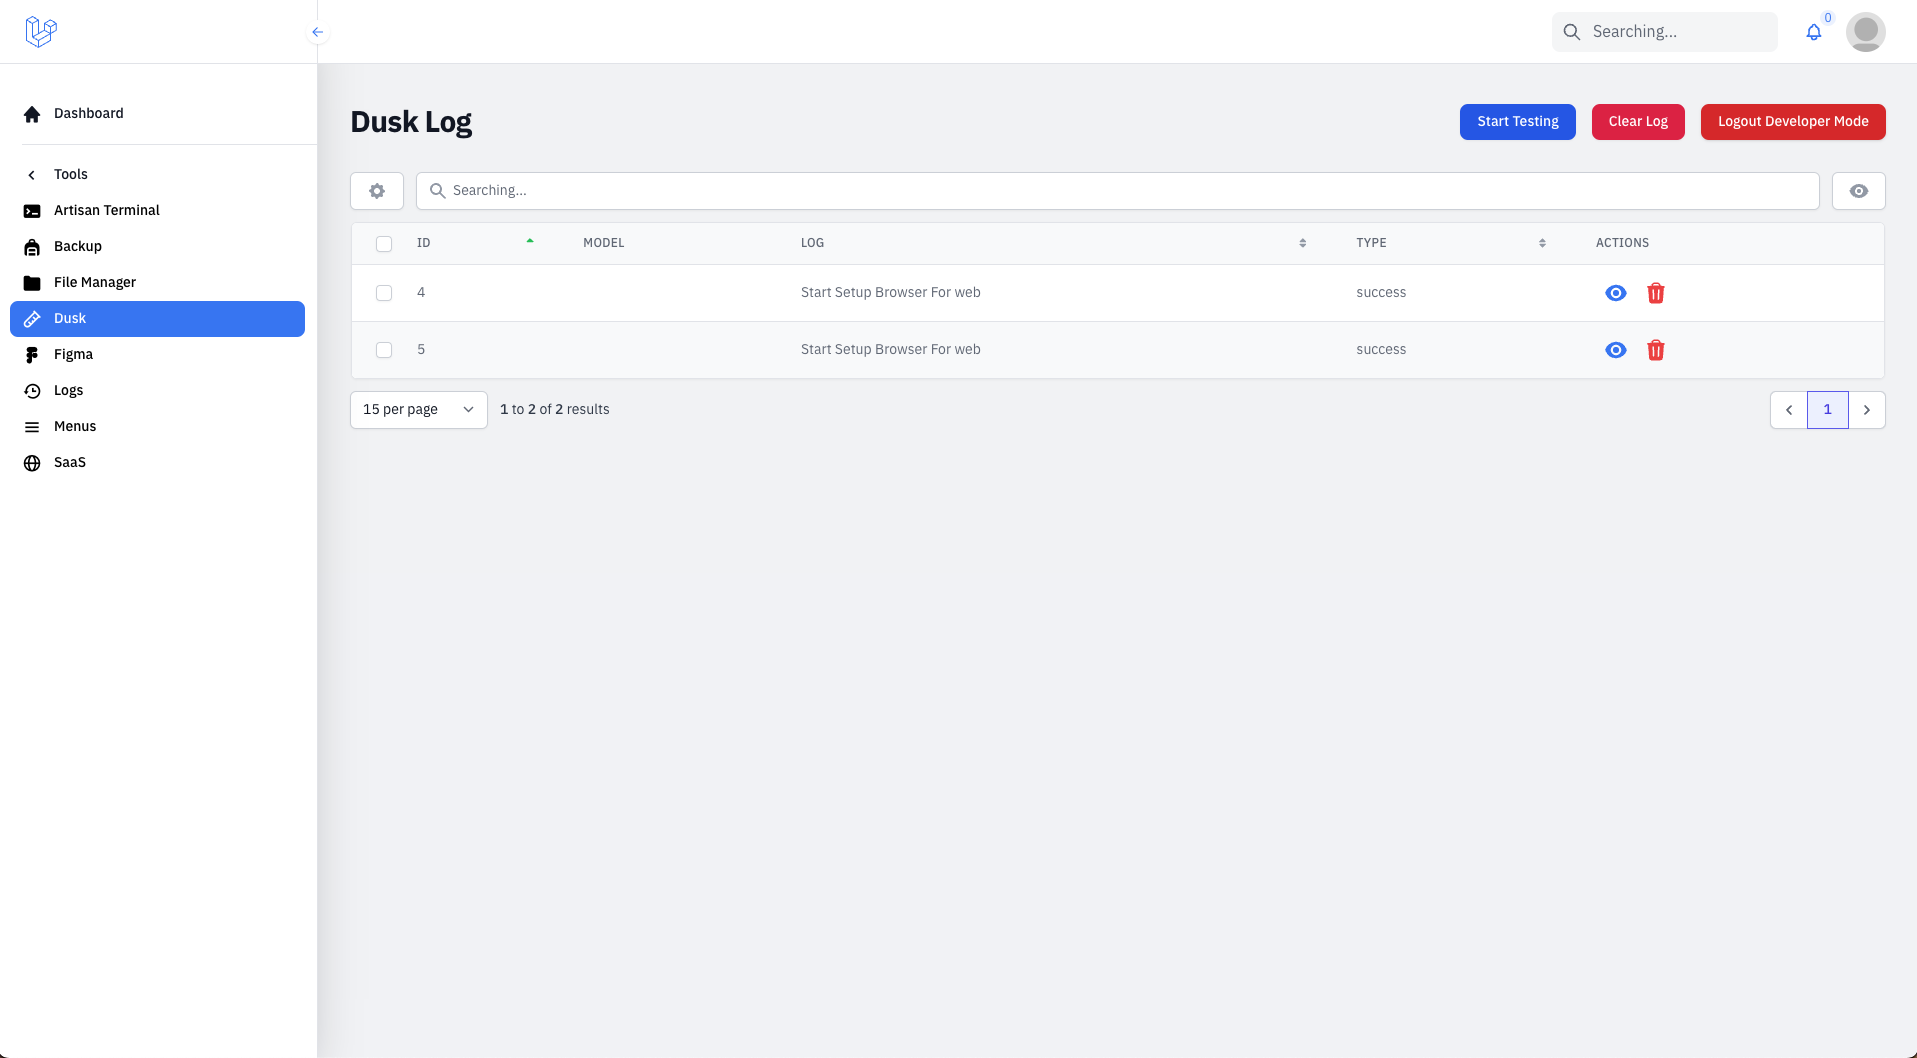 Searching...
0
Dashboard
Tools
Artisan Terminal
Backup
File Manager
Dusk
Figma
Logs
Menus
SaaS
Dusk Log
Start Testing
Clear Log
Logout Developer Mode
Searching...
ID MODEL LOG TYPE ACTIONS
4 Start Setup Browser For web success
5 Start Setup Browser For web success
15 per page
1 to 2 of 2 results
1